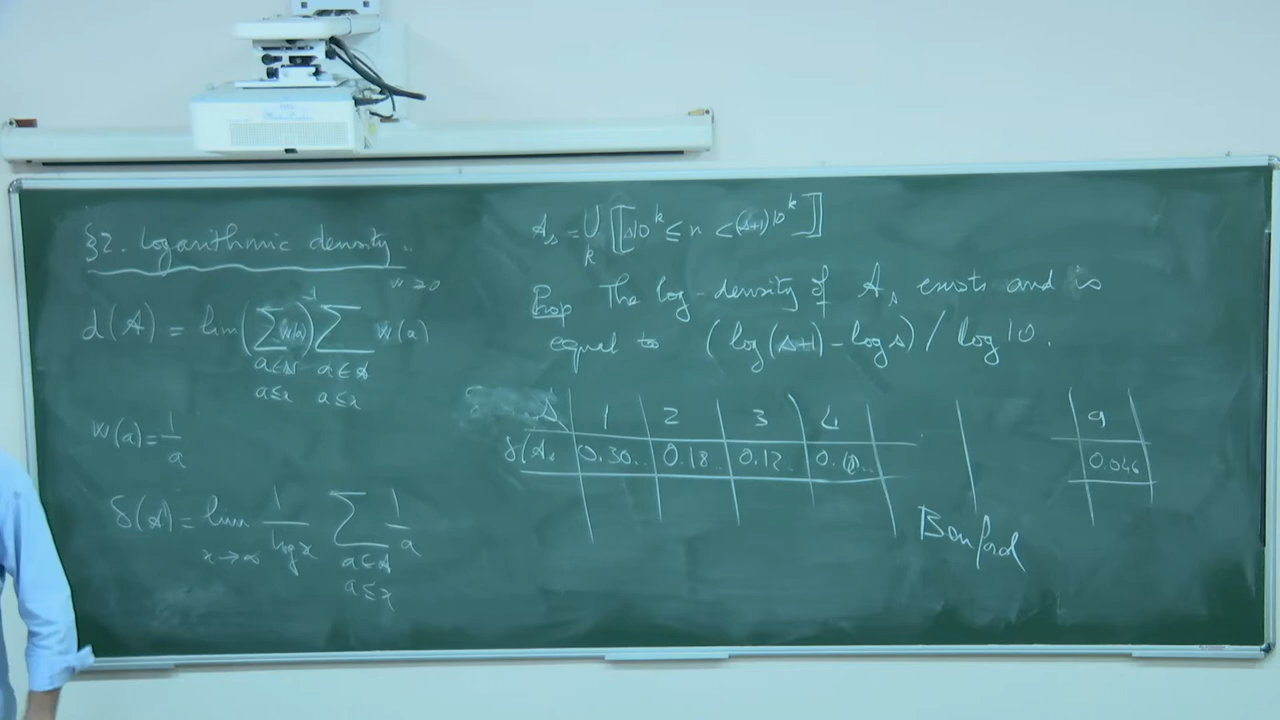 §2. Logarithmic density.
w ≥ 0
d(A) = lim (∑ w(a))⁻¹ ∑ w(a)
a∈ℕ a∈A
a≤x a≤x
w(a) = 1/a
δ(A) = lim 1/log x ∑ 1/a
x→∞ a∈A
a≤x
A_s = ⋃ [[s10^k ≤ n < (s+1)10^k]]
k
Prop The log-density of A_s exists and is
equal to (log(s+1) - log s) / log 10.
s 1 2 3 4 9
δ(A_s 0.30.. 0.18.. 0.12.. 0.046
Benford